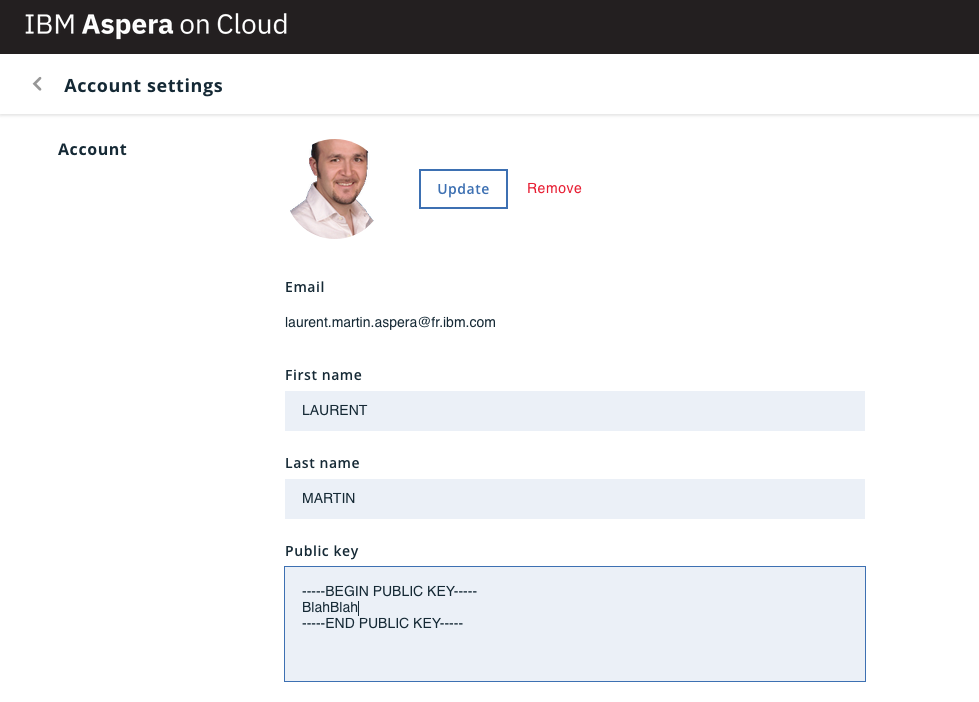 IBM Aspera on Cloud
Account settings
Account
Update
Remove
Email
laurent.martin.aspera@fr.ibm.com
First name
LAURENT
Last name
MARTIN
Public key
-----BEGIN PUBLIC KEY-----
BlahBlah
-----END PUBLIC KEY-----